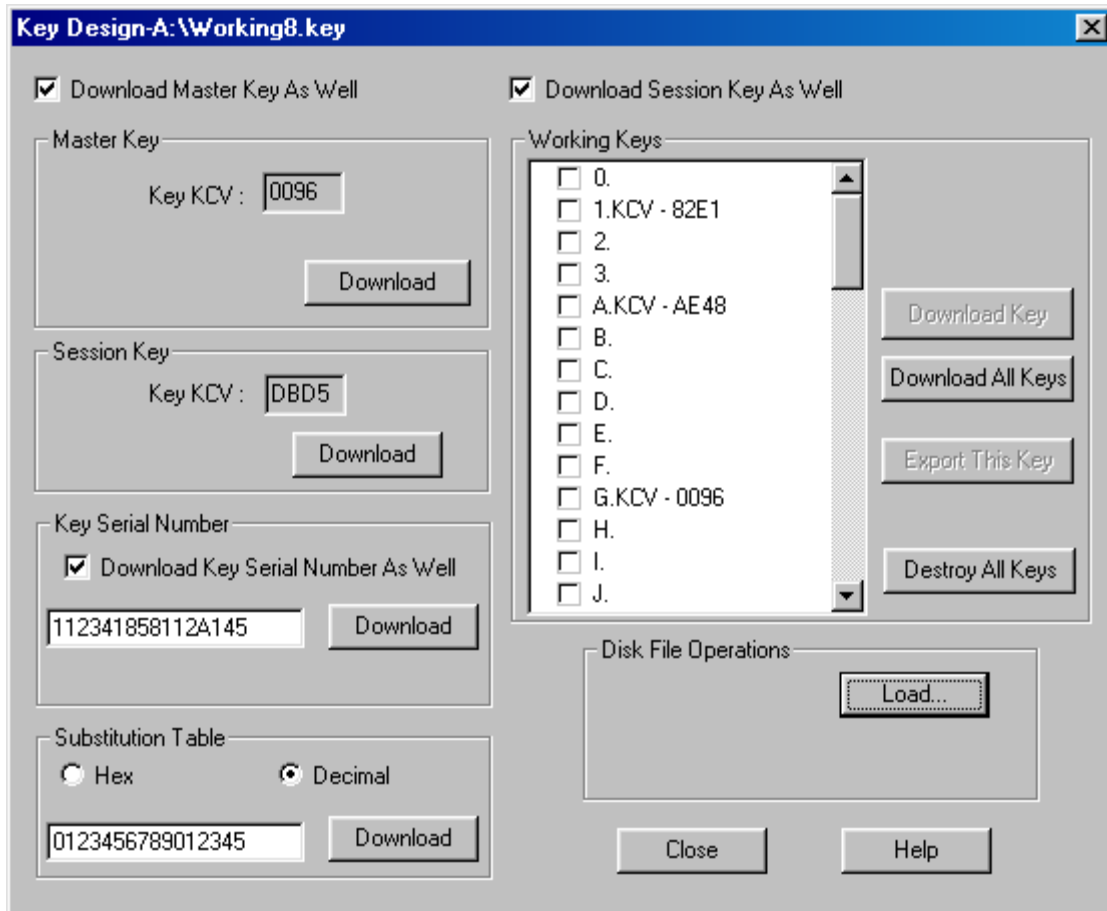 Key Design-A:\Working8.key
Download Master Key As Well
Download Session Key As Well
Master Key
Key KCV : 0096
Download
Session Key
Key KCV : DBD5
Download
Key Serial Number
Download Key Serial Number As Well
112341858112A145
Download
Substitution Table
Hex
Decimal
0123456789012345
Download
Working Keys
0.
1.KCV - 82E1
2.
3.
A.KCV - AE48
B.
C.
D.
E.
F.
G.KCV - 0096
H.
I.
J.
Download Key
Download All Keys
Export This Key
Destroy All Keys
Disk File Operations
Load...
Close
Help